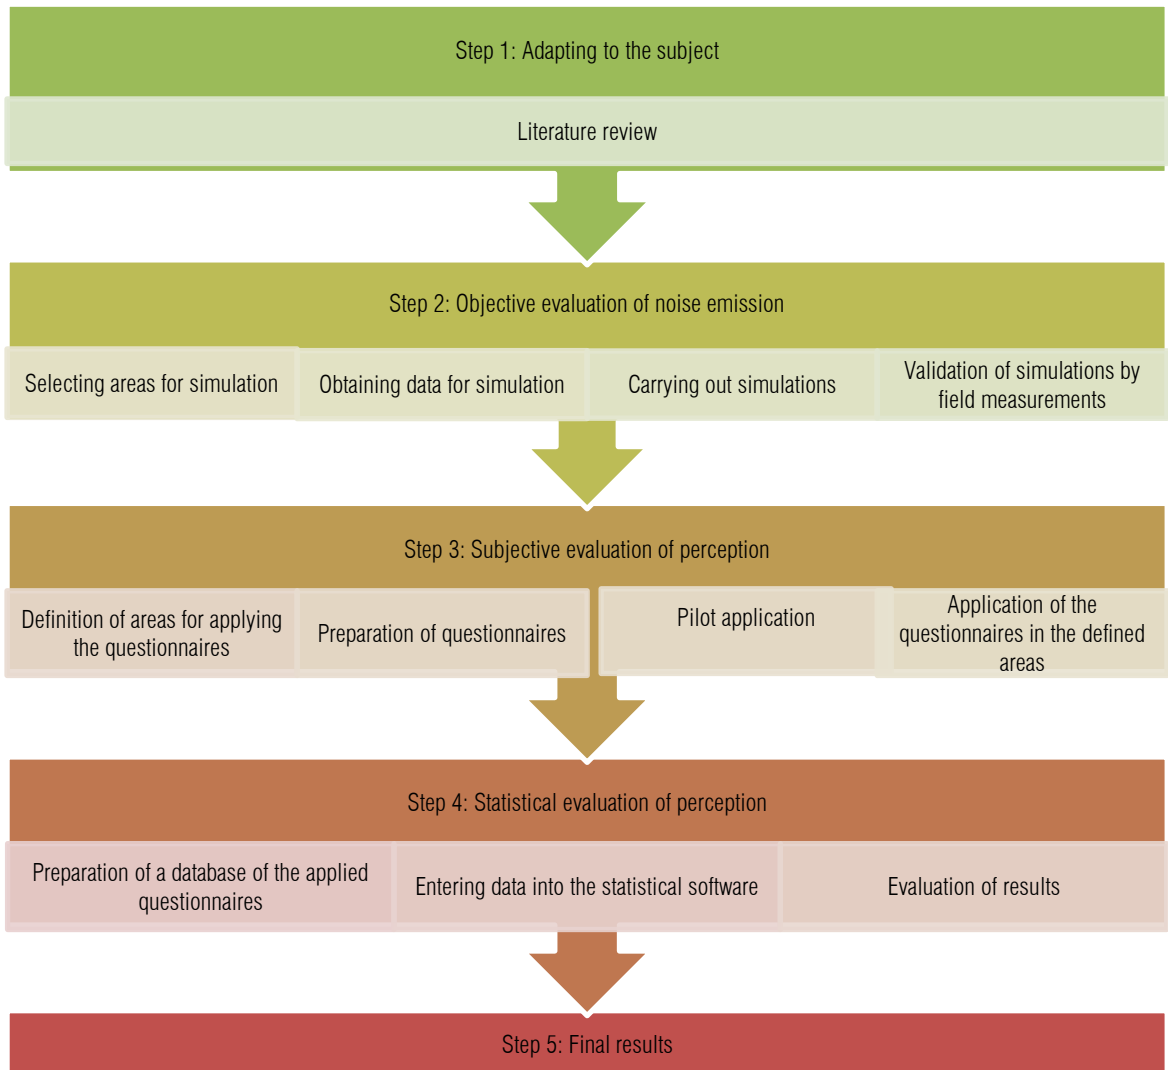 Step 1: Adapting to the subject
Literature review
Step 2: Objective evaluation of noise emission
Selecting areas for simulation
Obtaining data for simulation
Carrying out simulations
Validation of simulations by
field measurements
Step 3: Subjective evaluation of perception
Definition of areas for applying
the questionnaires
Preparation of questionnaires
Pilot application
Application of the
questionnaires in the defined
areas
Step 4: Statistical evaluation of perception
Preparation of a database of the applied
questionnaires
Entering data into the statistical software
Evaluation of results
Step 5: Final results